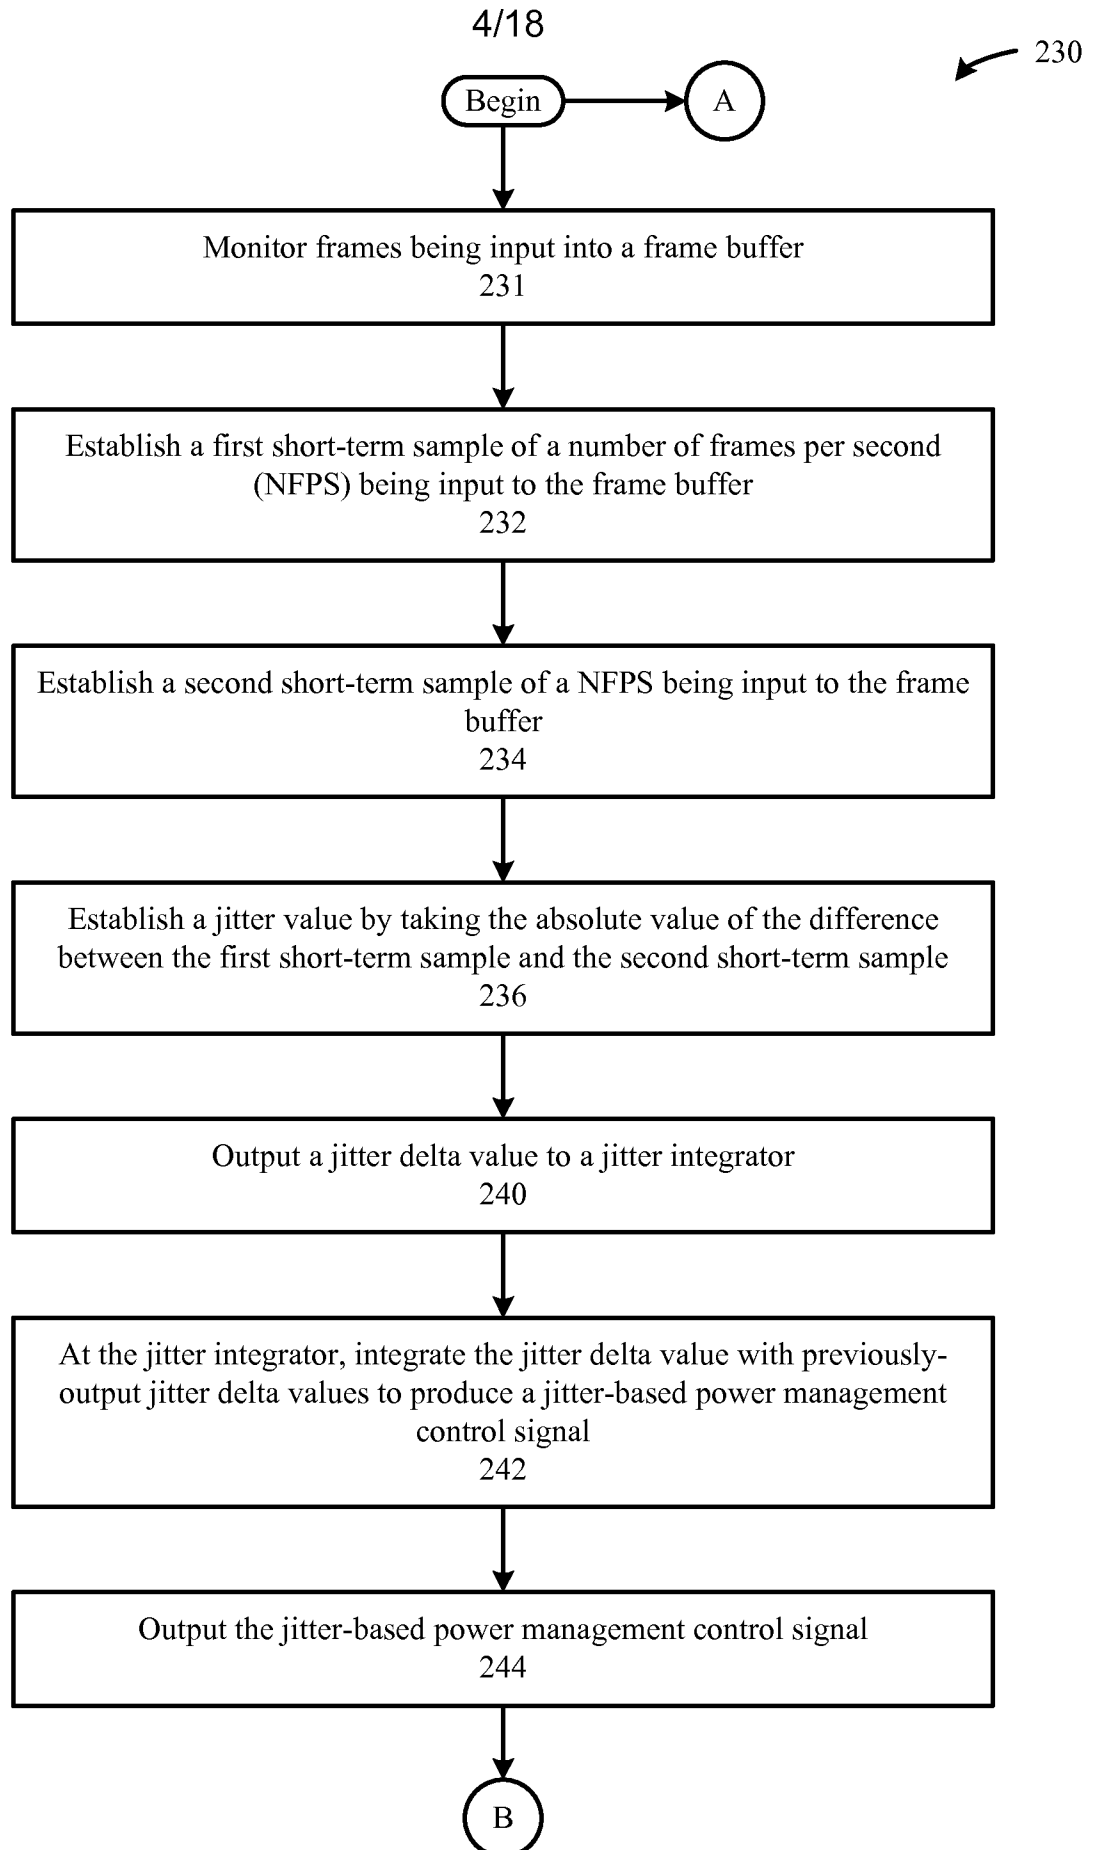 4/18
230
Begin
A
Monitor frames being input into a frame buffer
231
Establish a first short-term sample of a number of frames per second
(NFPS) being input to the frame buffer
232
Establish a second short-term sample of a NFPS being input to the frame
buffer
234
Establish a jitter value by taking the absolute value of the difference
between the first short-term sample and the second short-term sample
236
Output a jitter delta value to a jitter integrator
240
At the jitter integrator, integrate the jitter delta value with previously-
output jitter delta values to produce a jitter-based power management
control signal
242
Output the jitter-based power management control signal
244
B